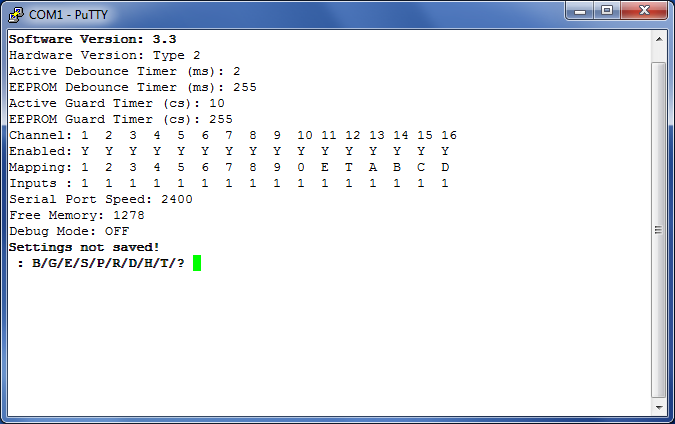 COM1 - PuTTY
Software Version: 3.3
Hardware Version: Type 2
Active Debounce Timer (ms): 2
EEPROM Debounce Timer (ms): 255
Active Guard Timer (cs): 10
EEPROM Guard Timer (cs): 255
Channel: 1  2  3  4  5  6  7  8  9  10 11 12 13 14 15 16
Enabled: Y  Y  Y  Y  Y  Y  Y  Y  Y  Y  Y  Y  Y  Y  Y  Y
Mapping: 1  2  3  4  5  6  7  8  9  0  E  T  A  B  C  D
Inputs : 1  1  1  1  1  1  1  1  1  1  1  1  1  1  1  1
Serial Port Speed: 2400
Free Memory: 1278
Debug Mode: OFF
Settings not saved!
 : B/G/E/S/P/R/D/H/T/?